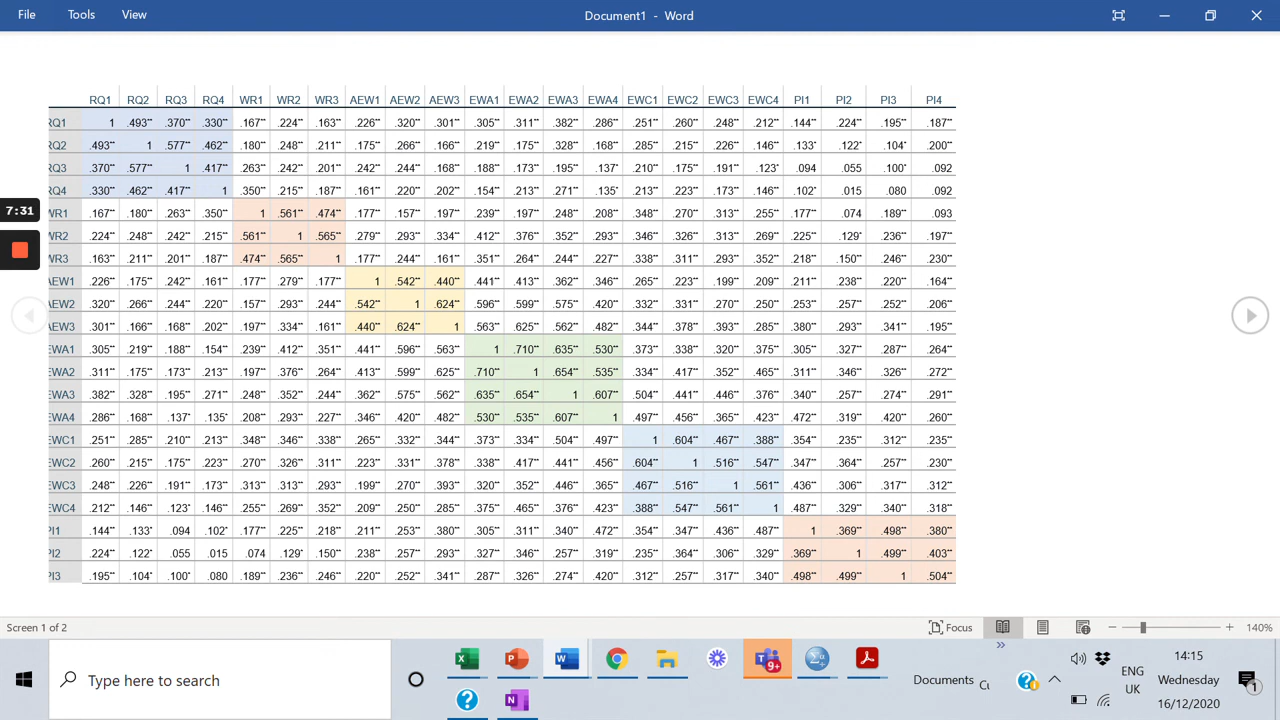 File Tools View Document1 - Word
RQ1 RQ2 RQ3 RQ4 WR1 WR2 WR3 AEW1 AEW2 AEW3 EWA1 EWA2 EWA3 EWA4 EWC1 EWC2 EWC3 EWC4 PI1 PI2 PI3 PI4
RQ1 1 .493** .370** .330** .167** .224** .163** .226** .320** .301** .305** .311** .382** .286** .251** .260** .248** .212** .144** .224** .195** .187**
RQ2 .493** 1 .577** .462** .180** .248** .211** .175** .266** .166** .219** .175** .328** .168** .285** .215** .226** .146** .133* .122* .104* .200**
RQ3 .370** .577** 1 .417** .263** .242** .201** .242** .244** .168** .188** .173** .195** .137* .210** .175** .191** .123* .094 .055 .100* .092
RQ4 .330** .462** .417** 1 .350** .215** .187** .161** .220** .202** .154** .213** .271** .135* .213** .223** .173** .146** .102* .015 .080 .092
7:31
WR1 .167** .180** .263** .350** 1 .561** .474** .177** .157** .197** .239** .197** .248** .208** .348** .270** .313** .255** .177** .074 .189** .093
WR2 .224** .248** .242** .215** .561** 1 .565** .279** .293** .334** .412** .376** .352** .293** .346** .326** .313** .269** .225** .129* .236** .197**
WR3 .163** .211** .201** .187** .474** .565** 1 .177** .244** .161** .351** .264** .244** .227** .338** .311** .293** .352** .218** .150** .246** .230**
AEW1 .226** .175** .242** .161** .177** .279** .177** 1 .542** .440** .441** .413** .362** .346** .265** .223** .199** .209** .211** .238** .220** .164**
AEW2 .320** .266** .244** .220** .157** .293** .244** .542** 1 .624** .596** .599** .575** .420** .332** .331** .270** .250** .253** .257** .252** .206**
AEW3 .301** .166** .168** .202** .197** .334** .161** .440** .624** 1 .563** .625** .562** .482** .344** .378** .393** .285** .380** .293** .341** .195**
EWA1 .305** .219** .188** .154** .239** .412** .351** .441** .596** .563** 1 .710** .635** .530** .373** .338** .320** .375** .305** .327** .287** .264**
EWA2 .311** .175** .173** .213** .197** .376** .264** .413** .599** .625** .710** 1 .654** .535** .334** .417** .352** .465** .311** .346** .326** .272**
EWA3 .382** .328** .195** .271** .248** .352** .244** .362** .575** .562** .635** .654** 1 .607** .504** .441** .446** .376** .340** .257** .274** .291**
EWA4 .286** .168** .137* .135* .208** .293** .227** .346** .420** .482** .530** .535** .607** 1 .497** .456** .365** .423** .472** .319** .420** .260**
EWC1 .251** .285** .210** .213** .348** .346** .338** .265** .332** .344** .373** .334** .504** .497** 1 .604** .467** .388** .354** .235** .312** .235**
EWC2 .260** .215** .175** .223** .270** .326** .311** .223** .331** .378** .338** .417** .441** .456** .604** 1 .516** .547** .347** .364** .257** .230**
EWC3 .248** .226** .191** .173** .313** .313** .293** .199** .270** .393** .320** .352** .446** .365** .467** .516** 1 .561** .436** .306** .317** .312**
EWC4 .212** .146** .123* .146** .255** .269** .352** .209** .250** .285** .375** .465** .376** .423** .388** .547** .561** 1 .487** .329** .340** .318**
PI1 .144** .133* .094 .102* .177** .225** .218** .211** .253** .380** .305** .311** .340** .472** .354** .347** .436** .487** 1 .369** .498** .380**
PI2 .224** .122* .055 .015 .074 .129* .150** .238** .257** .293** .327** .346** .257** .319** .235** .364** .306** .329** .369** 1 .499** .403**
PI3 .195** .104* .100* .080 .189** .236** .246** .220** .252** .341** .287** .326** .274** .420** .312** .257** .317** .340** .498** .499** 1 .504**
Screen 1 of 2 Focus 140%
Type here to search
9+
Documents
ENG
UK
14:15
Wednesday
16/12/2020
1